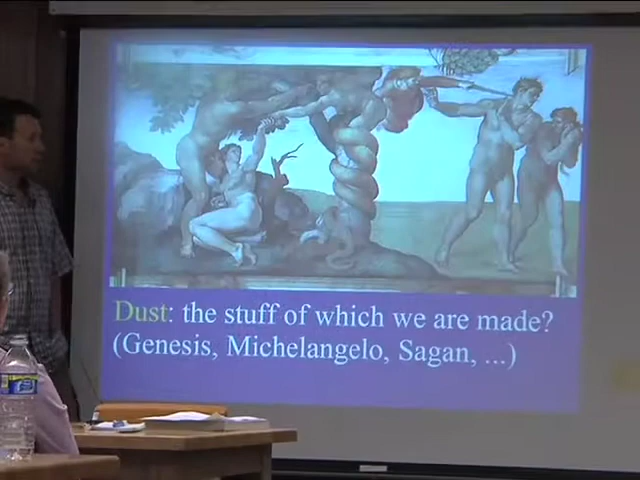 Dust: the stuff of which we are made?
(Genesis, Michelangelo, Sagan, ...)